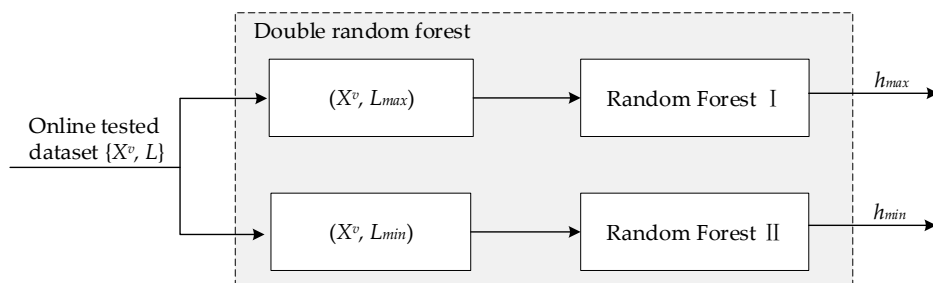 Double random forest
(Xᵛ, Lmax)
Random Forest Ⅰ
hmax
Online tested
dataset {Xᵛ, L}
(Xᵛ, Lmin)
Random Forest Ⅱ
hmin